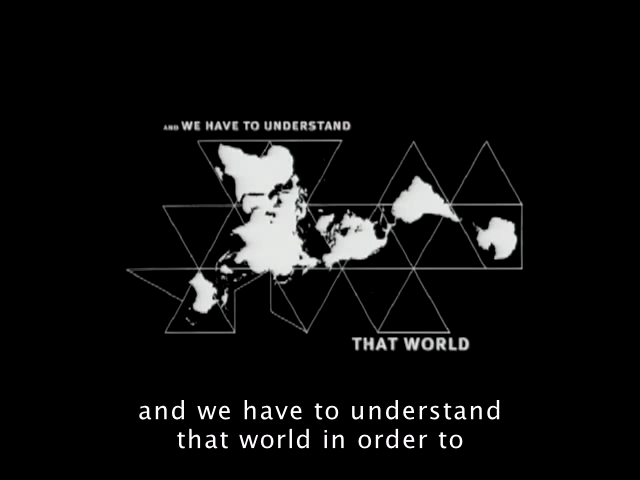 AND WE HAVE TO UNDERSTAND
THAT WORLD
and we have to understand
that world in order to